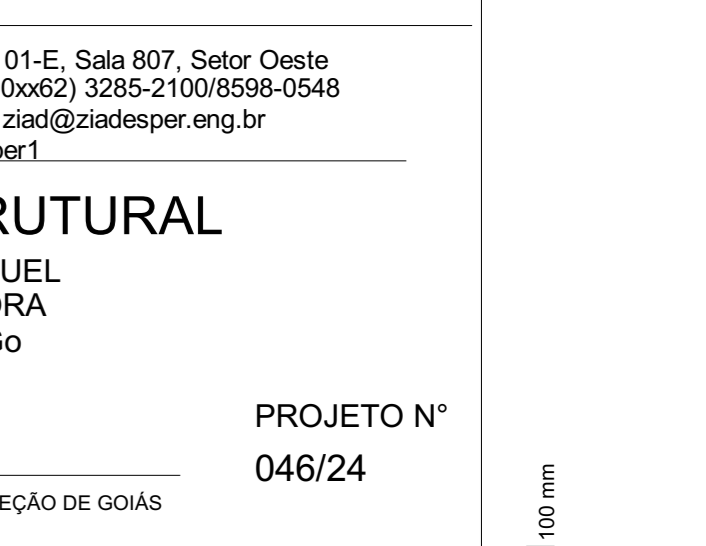 01-E, Sala 807, Setor Oeste
0xx62) 3285-2100/8598-0548
ziad@ziadesper.eng.br
per1
RUTURAL
UEL
ORA
Go
PROJETO N°
046/24
EÇÃO DE GOIÁS
100 mm